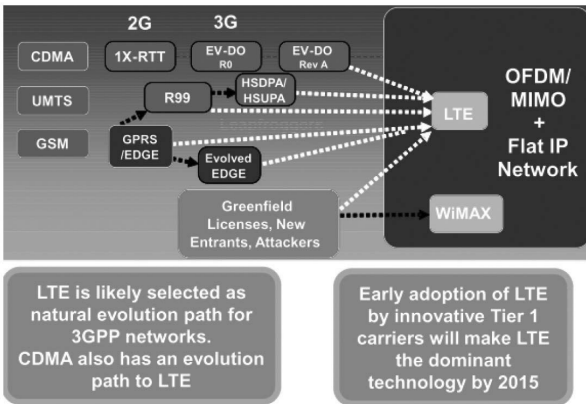 2G
3G
CDMA
1X-RTT
EV-DO
R0
EV-DO
Rev A
UMTS
R99
HSDPA/
HSUPA
GSM
GPRS
/EDGE
Evolved
EDGE
Greenfield
Licenses, New
Entrants, Attackers
LTE
WiMAX
OFDM/
MIMO
+
Flat IP
Network
LTE is likely selected as
natural evolution path for
3GPP networks.
CDMA also has an evolution
path to LTE
Early adoption of LTE
by innovative Tier 1
carriers will make LTE
the dominant
technology by 2015